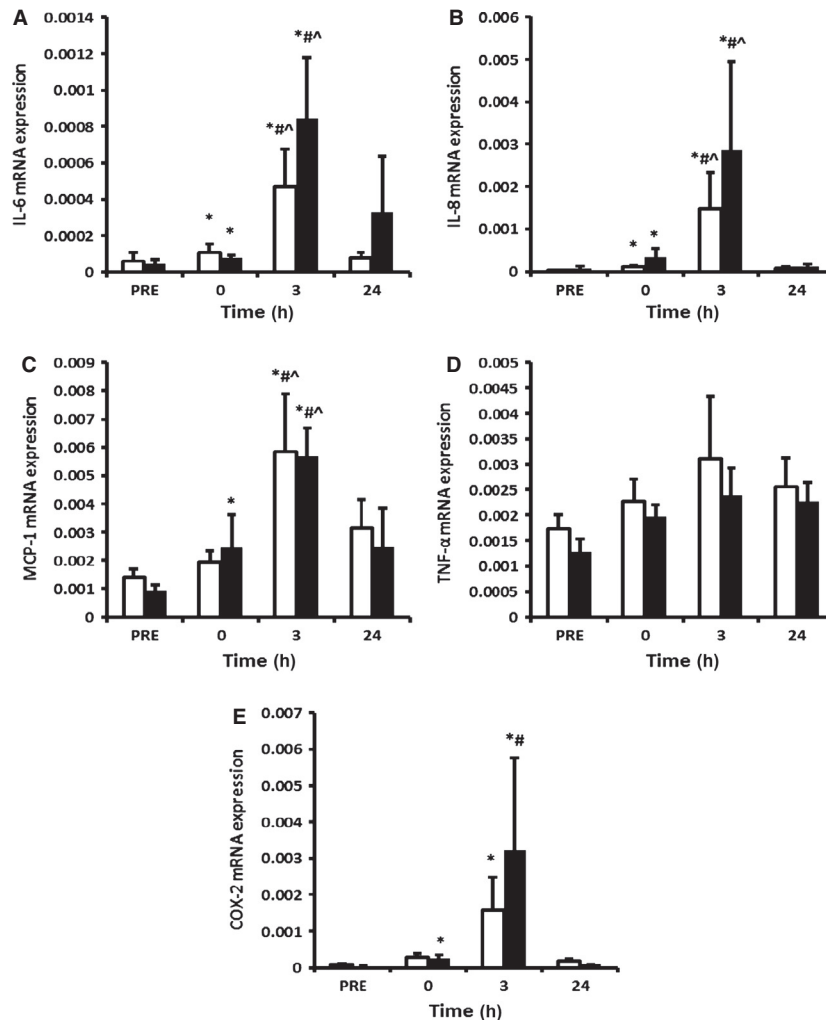 A
IL-6 mRNA expression
0.0014
0.0012
0.001
0.0008
0.0006
0.0004
0.0002
0
*
*
*#^
*#^
PRE 0 3 24
Time (h)
B
IL-8 mRNA expression
0.006
0.005
0.004
0.003
0.002
0.001
0
*
*
*#^
*#^
PRE 0 3 24
Time (h)
C
MCP-1 mRNA expression
0.009
0.008
0.007
0.006
0.005
0.004
0.003
0.002
0.001
0
*
*#^
*#^
PRE 0 3 24
Time (h)
D
TNF-α mRNA expression
0.005
0.0045
0.004
0.0035
0.003
0.0025
0.002
0.0015
0.001
0.0005
0
PRE 0 3 24
Time (h)
E
COX-2 mRNA expression
0.007
0.006
0.005
0.004
0.003
0.002
0.001
0
*
*
*#
PRE 0 3 24
Time (h)